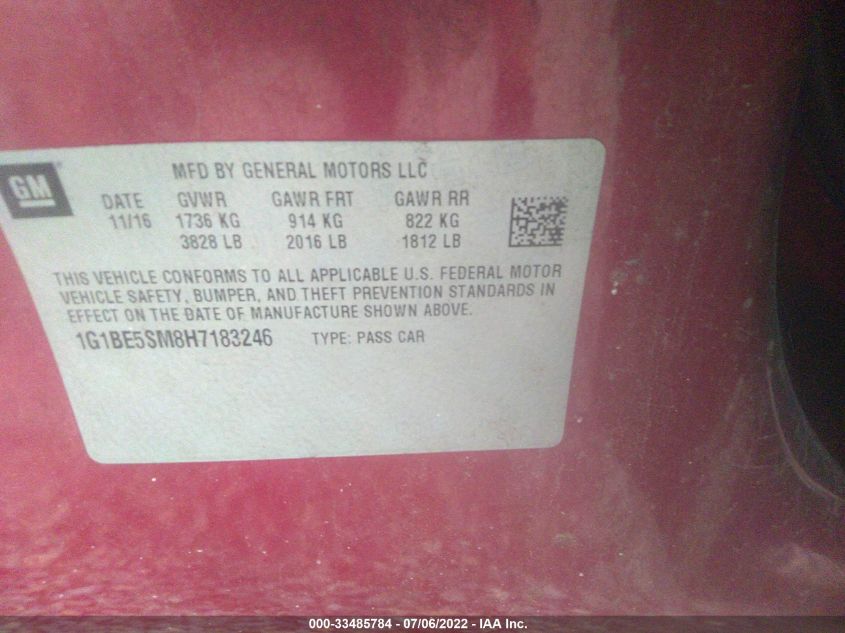 GM
MFD BY GENERAL MOTORS LLC
DATE GVWR GAWR FRT GAWR RR
11/16 1736 KG 914 KG 822 KG
3828 LB 2016 LB 1812 LB
THIS VEHICLE CONFORMS TO ALL APPLICABLE U.S. FEDERAL MOTOR
VEHICLE SAFETY, BUMPER, AND THEFT PREVENTION STANDARDS IN
EFFECT ON THE DATE OF MANUFACTURE SHOWN ABOVE.
1G1BE5SM8H7183246 TYPE: PASS CAR
000-33485784 - 07/06/2022 - IAA Inc.